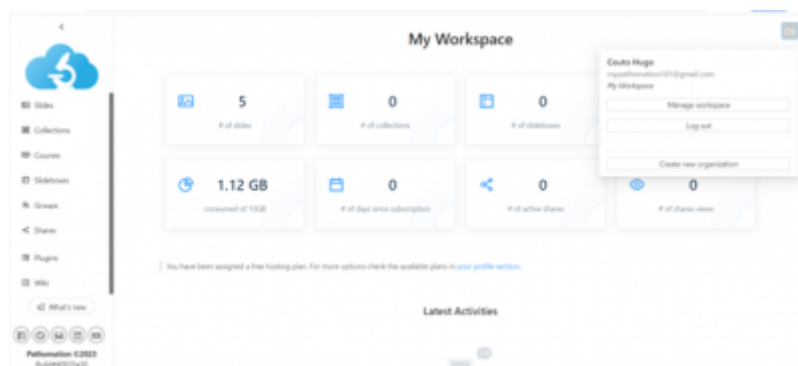 My Workspace
CH
Couto Hugo
My Workspace
Manage workspace
Log out
Create new organization
Slides
Collections
Courses
Slideboxes
Groups
Shares
Plugins
Wiki
What's new
Pathomation ©2023
5
# of slides
0
# of collections
0
# of slideboxes
1.12 GB
consumed of 10GB
0
# of days since subscription
0
# of active shares
0
# of shares views
You have been assigned a free hosting plan. For more options check the available plans in your profile section.
Latest Activities